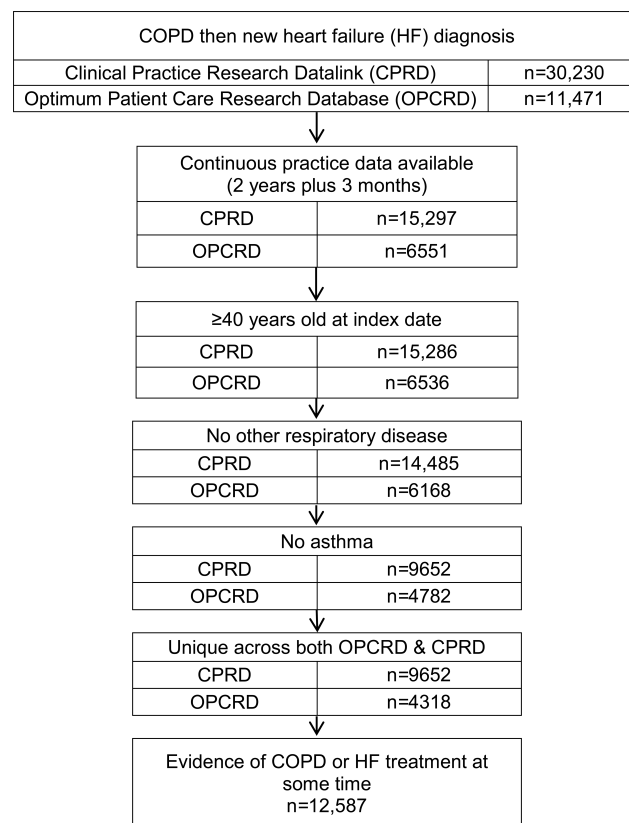 COPD then new heart failure (HF) diagnosis
Clinical Practice Research Datalink (CPRD) n=30,230
Optimum Patient Care Research Database (OPCRD) n=11,471
Continuous practice data available
(2 years plus 3 months)
CPRD n=15,297
OPCRD n=6551
≥40 years old at index date
CPRD n=15,286
OPCRD n=6536
No other respiratory disease
CPRD n=14,485
OPCRD n=6168
No asthma
CPRD n=9652
OPCRD n=4782
Unique across both OPCRD & CPRD
CPRD n=9652
OPCRD n=4318
Evidence of COPD or HF treatment at
some time
n=12,587